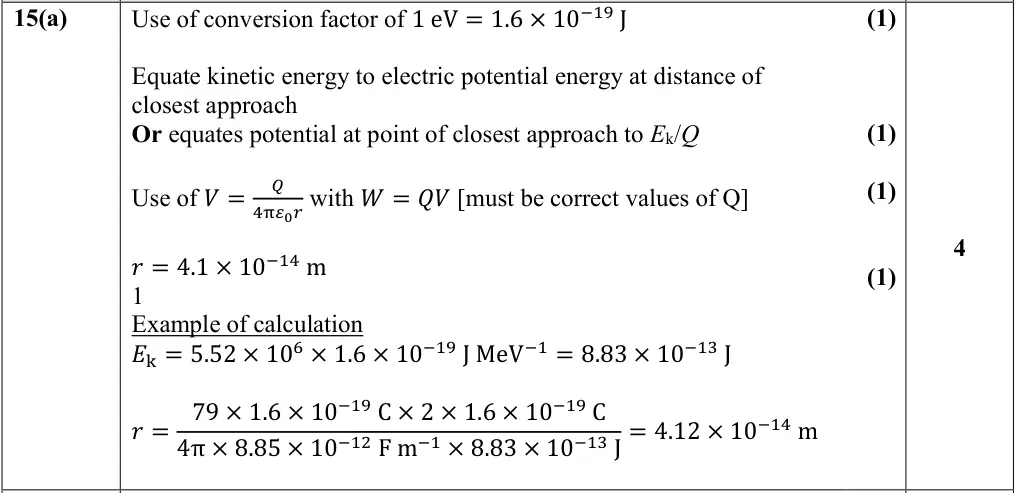 15(a)
Use of conversion factor of 1 eV = 1.6 × 10⁻¹⁹ J (1)
Equate kinetic energy to electric potential energy at distance of
closest approach
Or equates potential at point of closest approach to Eₖ/Q (1)
Use of V = Q/4πε₀r with W = QV [must be correct values of Q] (1)
4
r = 4.1 × 10⁻¹⁴ m (1)
1
Example of calculation
Eₖ = 5.52 × 10⁶ × 1.6 × 10⁻¹⁹ J MeV⁻¹ = 8.83 × 10⁻¹³ J
r = (79 × 1.6 × 10⁻¹⁹ C × 2 × 1.6 × 10⁻¹⁹ C)/(4π × 8.85 × 10⁻¹² F m⁻¹ × 8.83 × 10⁻¹³ J) = 4.12 × 10⁻¹⁴ m